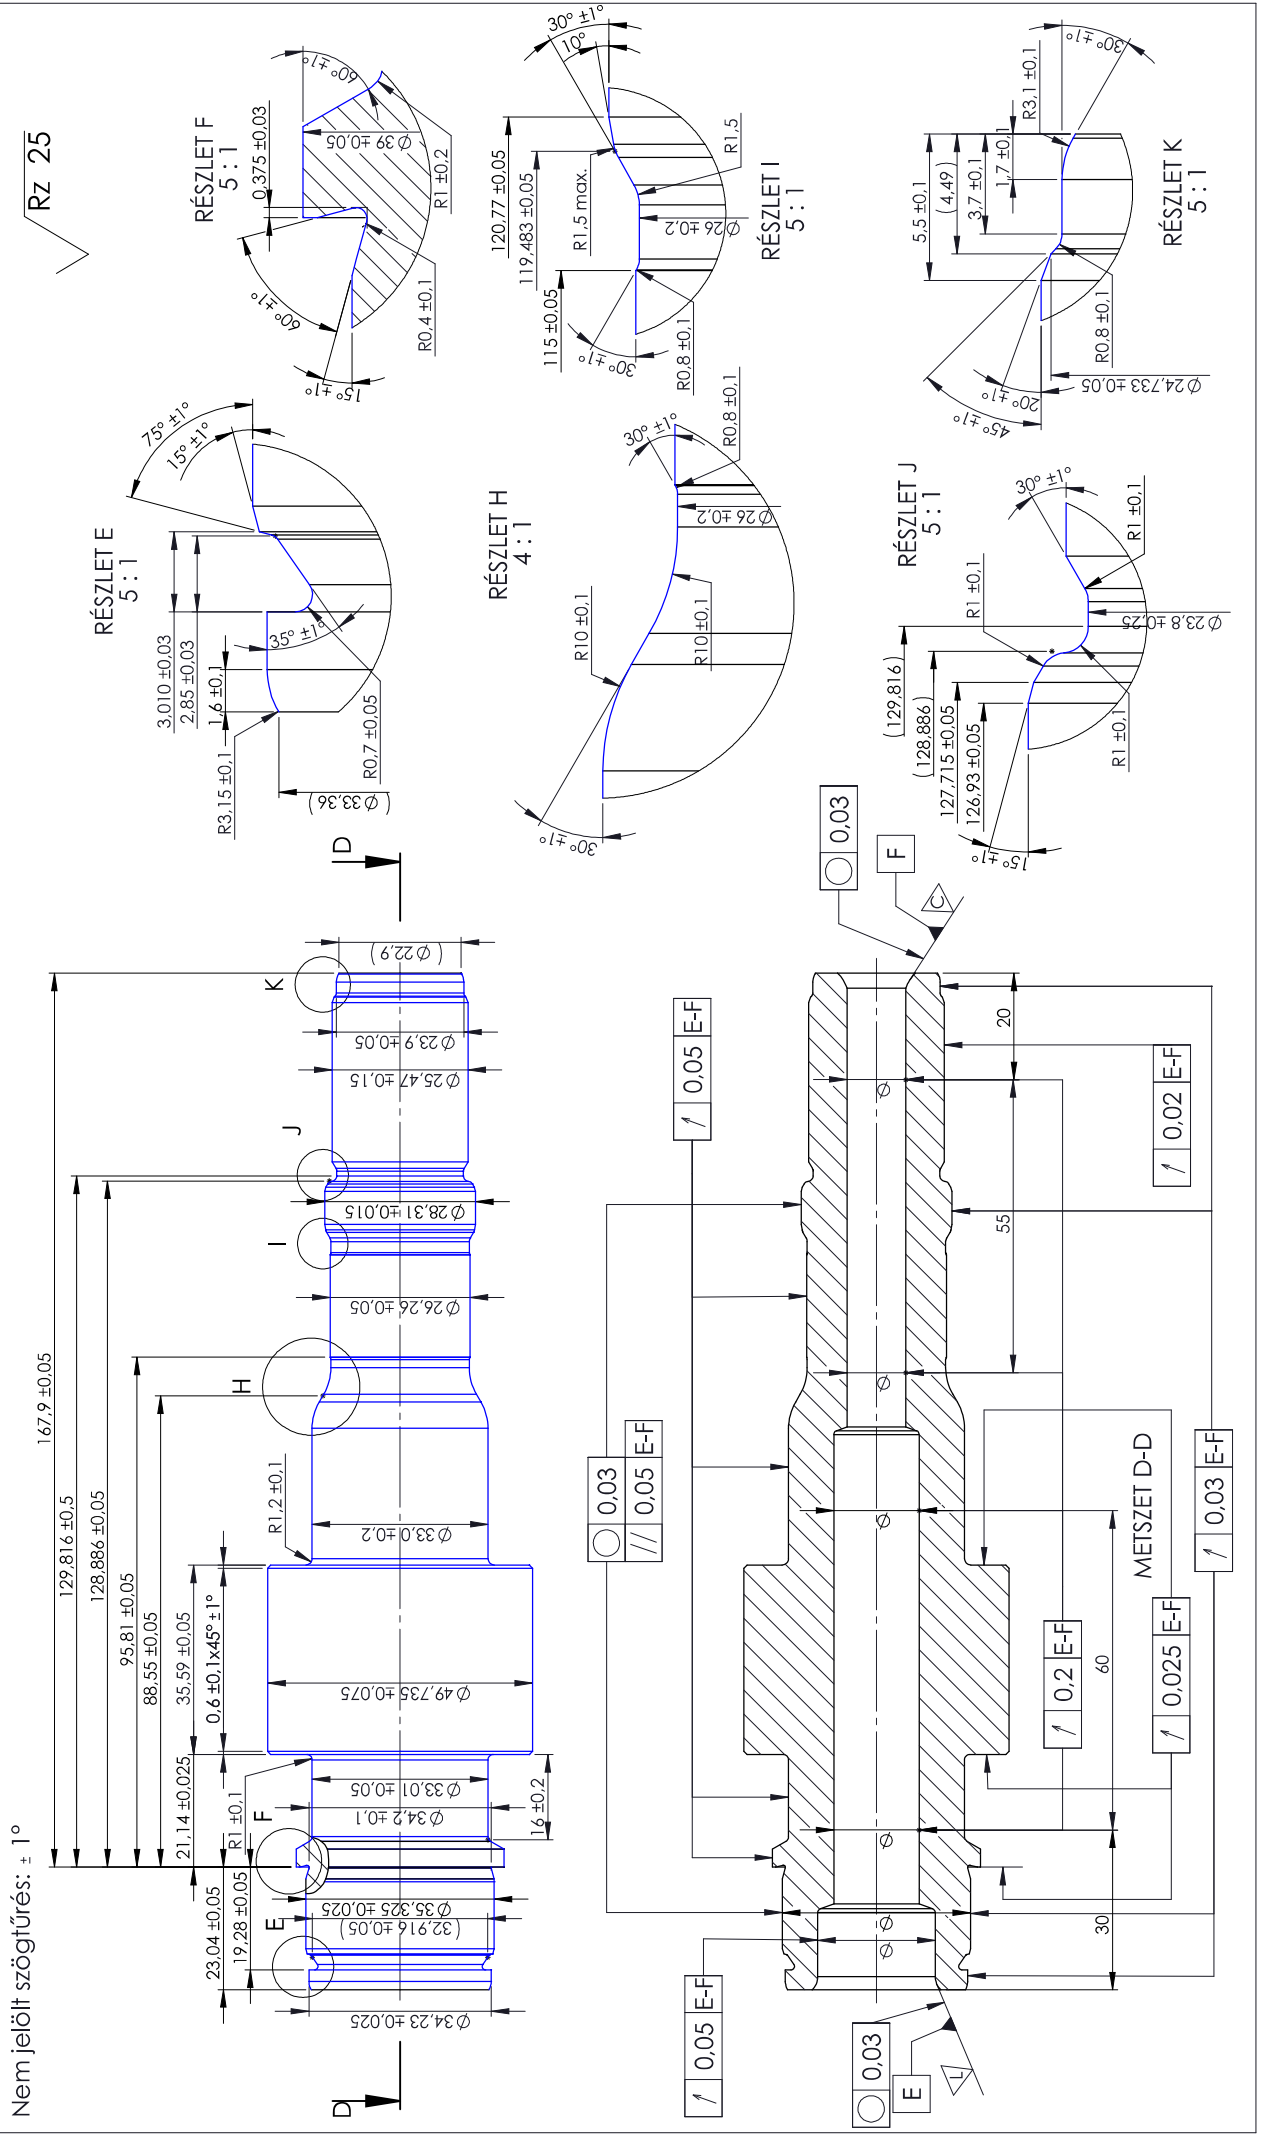 Nem jelölt szögtűrés: ± 1°
Rz 25
167,9 ±0,05
129,816 ±0,5
128,886 ±0,05
95,81 ±0,05
88,55 ±0,05
21,14 ±0,025
35,59 ±0,05
0,6 ±0,1x45° ±1°
R1 ±0,1
R1,2 ±0,1
23,04 ±0,05
19,28 ±0,05
E
F
H
I
J
K
D
D
Ø34,23 ±0,025
(32,916 ±0,05)
Ø35,325 ±0,025
Ø34,2 ±0,1
Ø33,01 ±0,05
16 ±0,2
Ø49,735 ±0,075
Ø33,0 ±0,2
Ø26,26 ±0,05
Ø28,31 ±0,015
Ø25,47 ±0,15
Ø23,9 ±0,05
(Ø22,9)
RÉSZLET E
5 : 1
75° ±1°
15° ±1°
3,010 ±0,03
2,85 ±0,03
1,6 ±0,1
35° ±1°
R3,15 ±0,1
R0,7 ±0,05
(Ø33,36)
RÉSZLET F
5 : 1
0,375 ±0,03
60° ±1°
Ø39 ±0,05
60° ±1°
15° ±1°
R0,4 ±0,1
R1 ±0,2
RÉSZLET H
4 : 1
R10 ±0,1
R10 ±0,1
30° ±1°
30° ±1°
Ø26 ±0,2
R0,8 ±0,1
RÉSZLET I
5 : 1
30° ±1°
10°
120,77 ±0,05
119,483 ±0,05
115 ±0,05
R1,5 max.
R1,5
Ø26 ±0,2
30° ±1°
R0,8 ±0,1
RÉSZLET J
5 : 1
30° ±1°
R1 ±0,1
R1 ±0,1
R1 ±0,1
Ø23,8 ±0,25
(129,816)
(128,886)
127,715 ±0,05
126,93 ±0,05
15° ±1°
RÉSZLET K
5 : 1
5,5 ±0,1
(4,49)
3,7 ±0,1
1,7 ±0,1
R3,1 ±0,1
30° ±1°
R0,8 ±0,1
Ø24,733 ±0,05
20° ±1°
45° ±1°
METSZET D-D
0,05 E-F
0,03
E
L
0,03
0,05 E-F
0,05 E-F
0,03
F
C
20
55
60
30
Ø
Ø
Ø
Ø
Ø
Ø
0,02 E-F
0,03 E-F
0,025 E-F
0,2 E-F